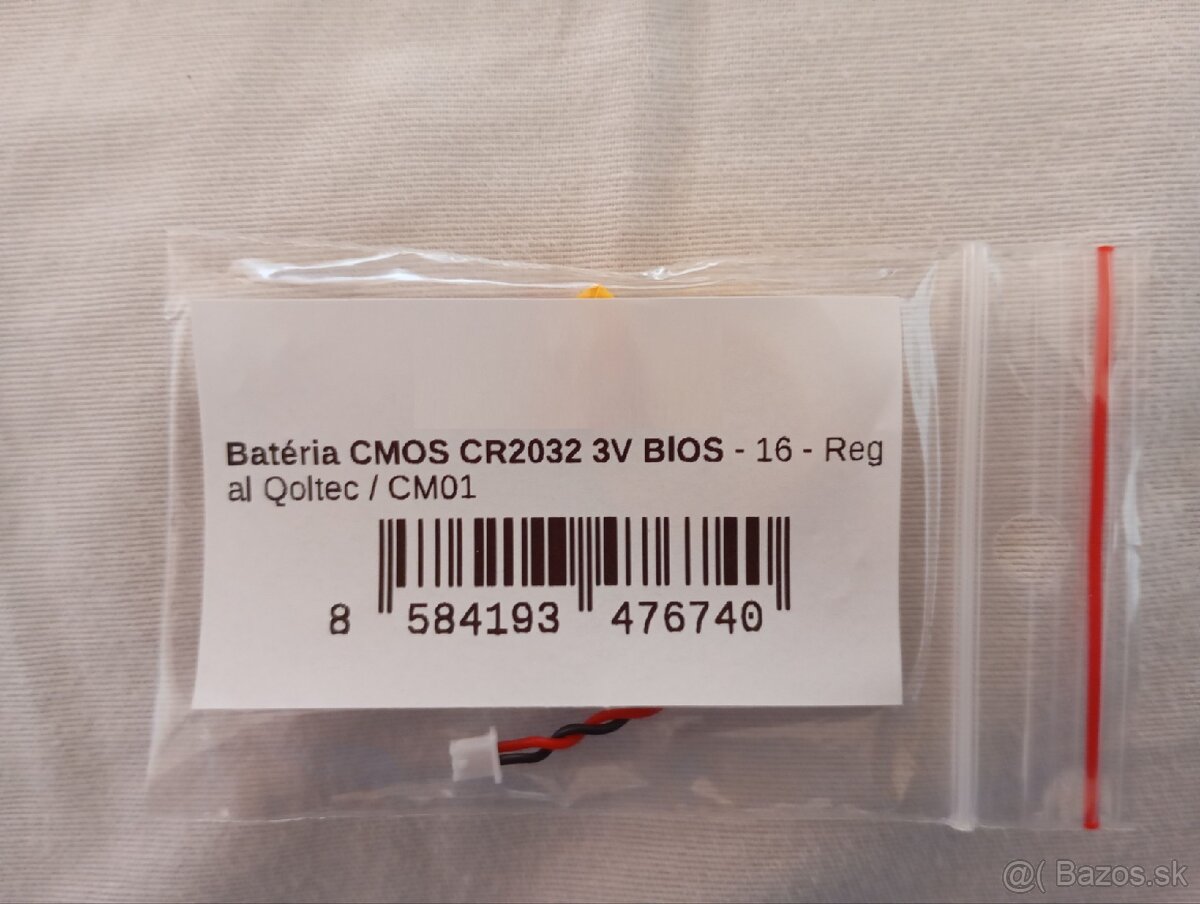 Batéria CMOS CR2032 3V BIOS - 16 - Reg
al Qoltec / CM01
8 584193 476740
@( Bazos.sk